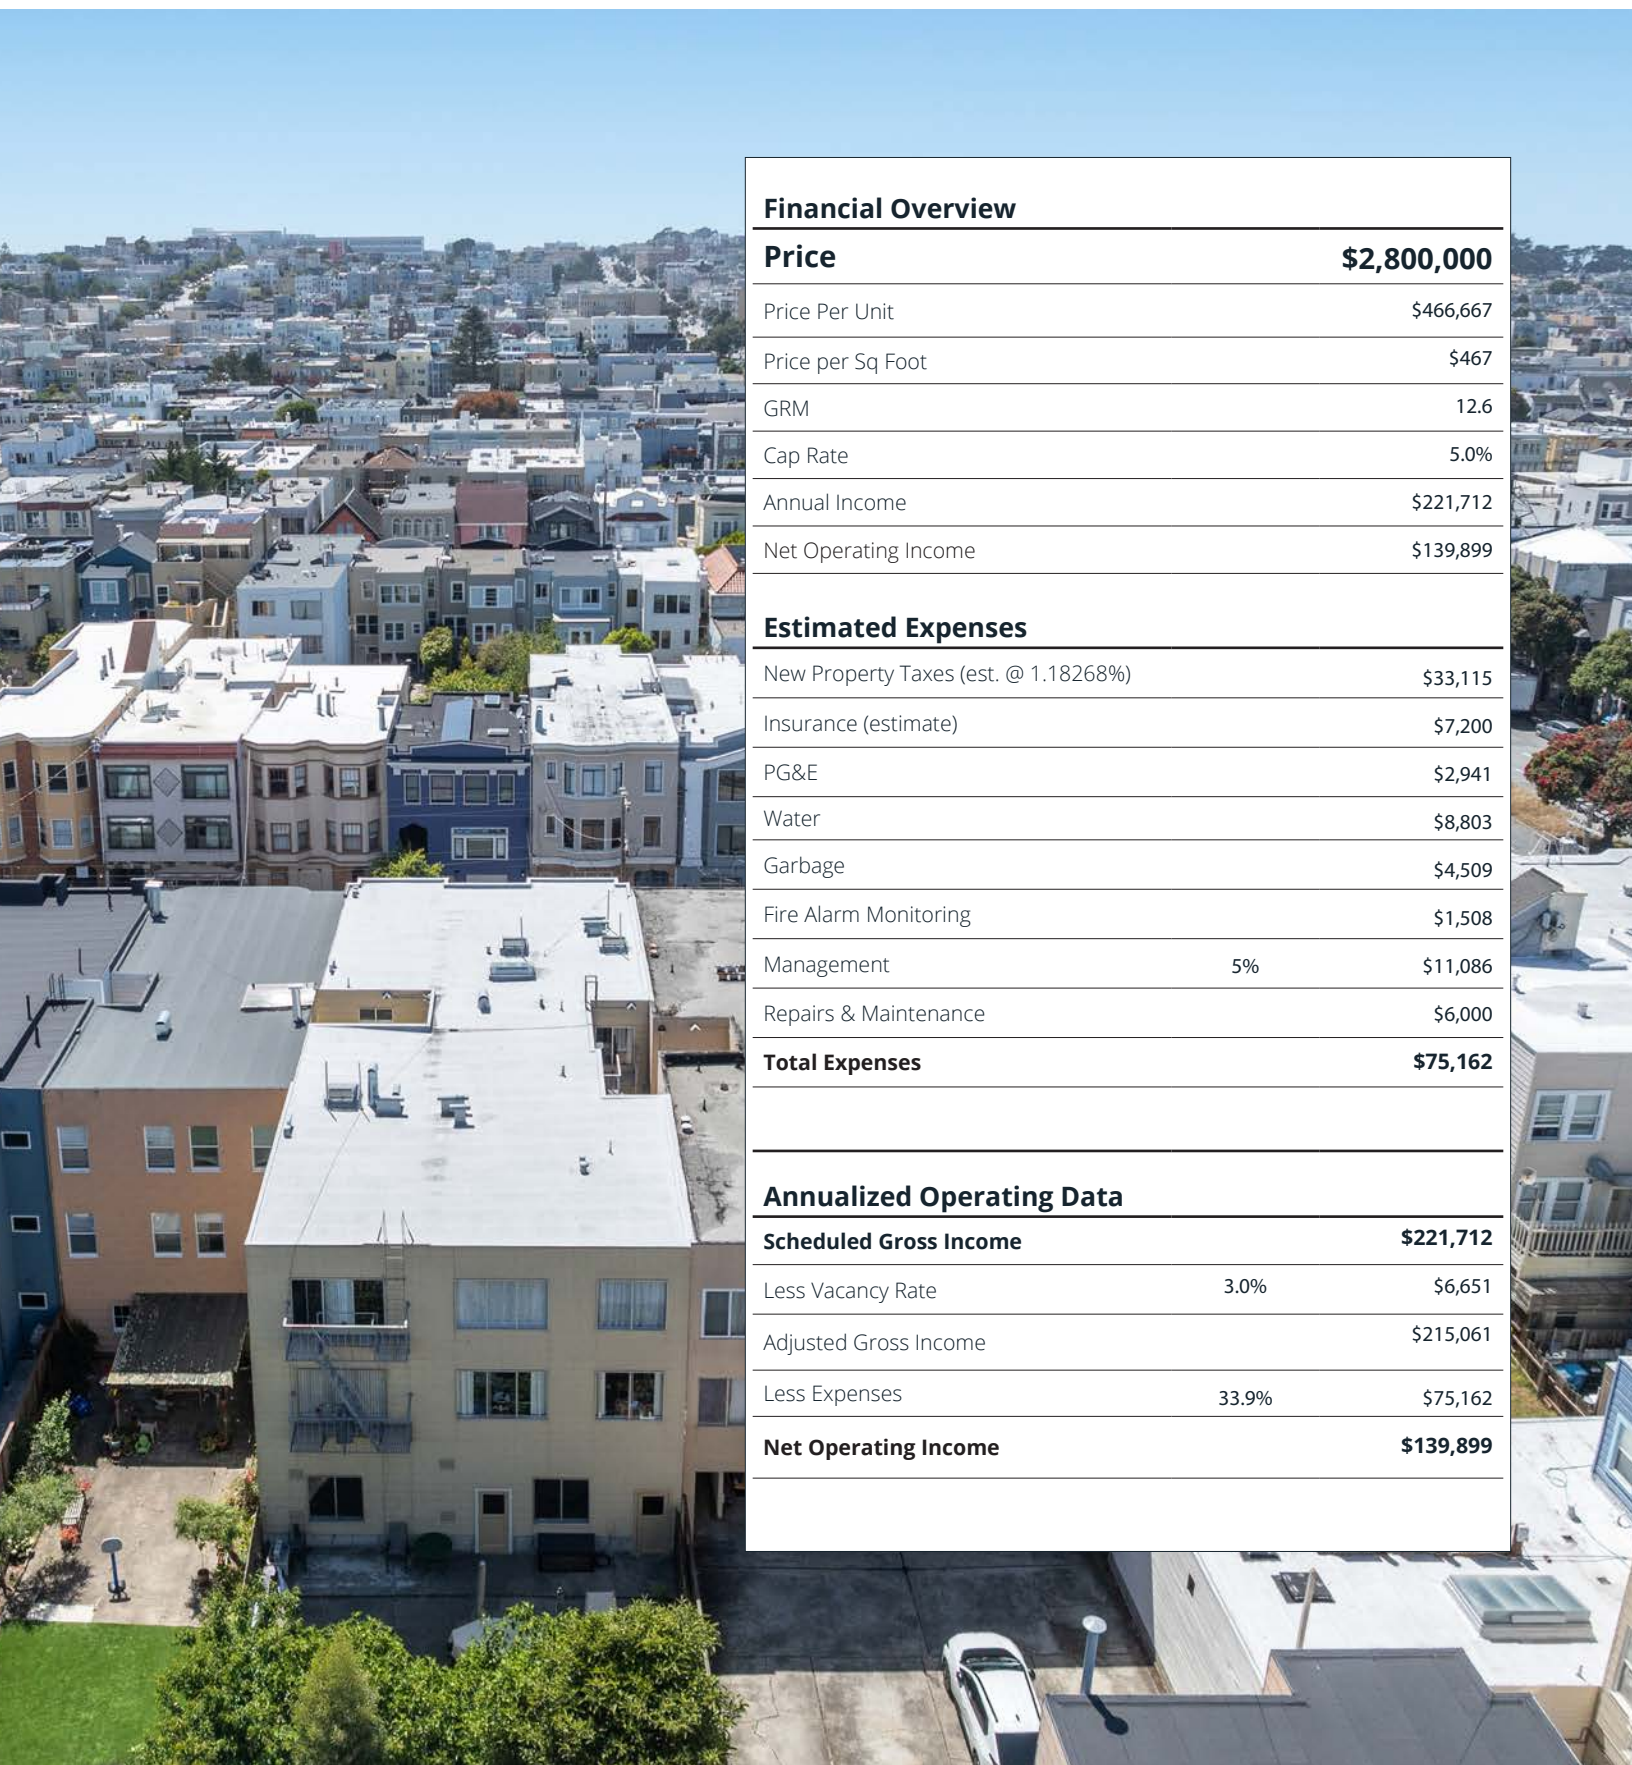 Financial Overview
Price $2,800,000
Price Per Unit $466,667
Price per Sq Foot $467
GRM 12.6
Cap Rate 5.0%
Annual Income $221,712
Net Operating Income $139,899
Estimated Expenses
New Property Taxes (est. @ 1.18268%) $33,115
Insurance (estimate) $7,200
PG&E $2,941
Water $8,803
Garbage $4,509
Fire Alarm Monitoring $1,508
Management 5% $11,086
Repairs & Maintenance $6,000
Total Expenses $75,162
Annualized Operating Data
Scheduled Gross Income $221,712
Less Vacancy Rate 3.0% $6,651
Adjusted Gross Income $215,061
Less Expenses 33.9% $75,162
Net Operating Income $139,899